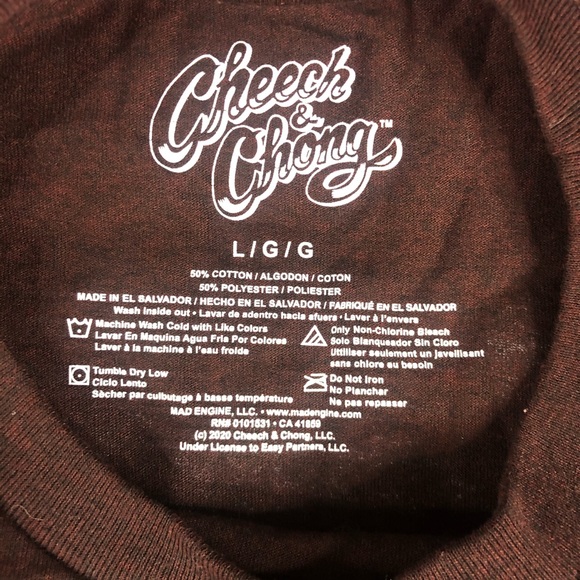 Cheech
&
Chong™
L / G / G
50% COTTON / ALGODON / COTON
50% POLYESTER / POLIESTER
MADE IN EL SALVADOR / HECHO EN EL SALVADOR / FABRIQUÉ EN EL SALVADOR
Wash Inside out • Lavar de adentro hacia afuera • Laver à l'envers
Machine Wash Cold with Like Colors
Lavar En Maquina Agua Fria Por Colores
Laver à la machine à l'eau froide
Only Non-Chlorine Bleach
Solo Blanqueador Sin Cloro
Utiliser seulement un javellisant
sans chlore au besoin
Tumble Dry Low
Ciclo Lento
Sècher par culbutage à basse température
Do Not Iron
No Planchar
Ne pas repasser
MAD ENGINE, LLC. • www.madengine.com
RN# 0101831 • CA 41869
(c) 2020 Cheech & Chong, LLC.
Under License to Easy Partners, LLC.